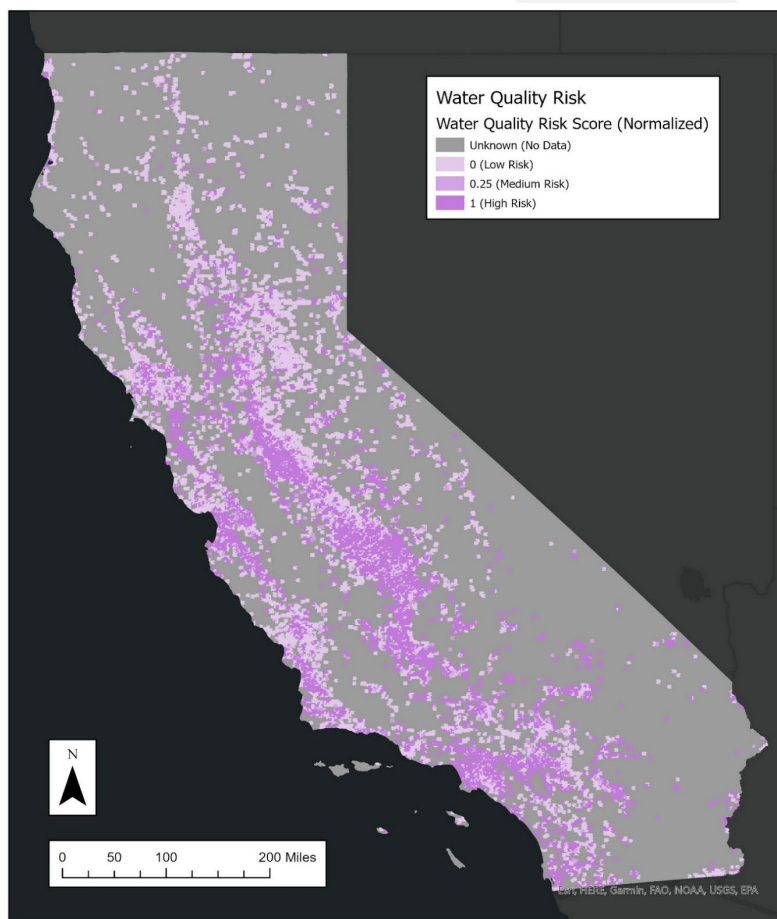 Water Quality Risk
Water Quality Risk Score (Normalized)
Unknown (No Data)
0 (Low Risk)
0.25 (Medium Risk)
1 (High Risk)
N
0 50 100 200 Miles
Esri, HERE, Garmin, FAO, NOAA, USGS, EPA